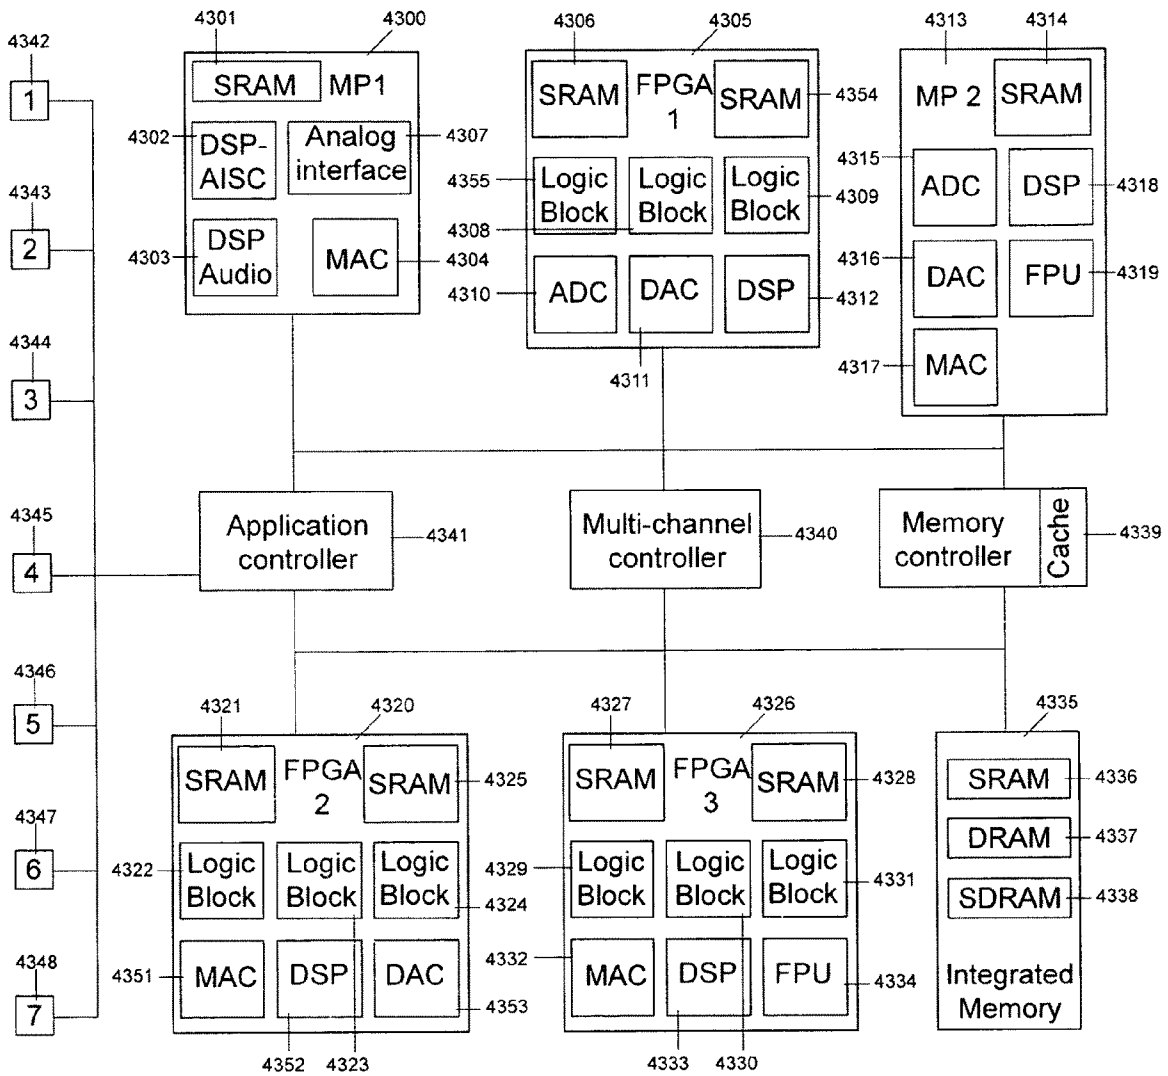 4301
4300
4306
4305
4313
4314
4342
1
SRAM
MP1
SRAM
FPGA
1
SRAM
4354
MP 2
SRAM
4302
DSP-
AISC
Analog
interface
4307
4355
Logic
Block
Logic
Block
Logic
Block
4309
4308
4315
ADC
DSP
4318
4343
2
4303
DSP
Audio
MAC
4304
4310
ADC
DAC
DSP
4312
4316
DAC
FPU
4319
4311
4317
MAC
4344
3
4345
4
Application
controller
4341
Multi-channel
controller
4340
Memory
controller
Cache
4339
4346
5
4321
4320
4327
4326
4335
SRAM
FPGA
2
SRAM
4325
SRAM
FPGA
3
SRAM
4328
SRAM
4336
DRAM
4337
SDRAM
4338
Integrated
Memory
4347
6
4322
Logic
Block
Logic
Block
Logic
Block
4324
4329
Logic
Block
Logic
Block
Logic
Block
4331
4348
7
4351
MAC
DSP
DAC
4353
4332
MAC
DSP
FPU
4334
4352
4323
4333
4330